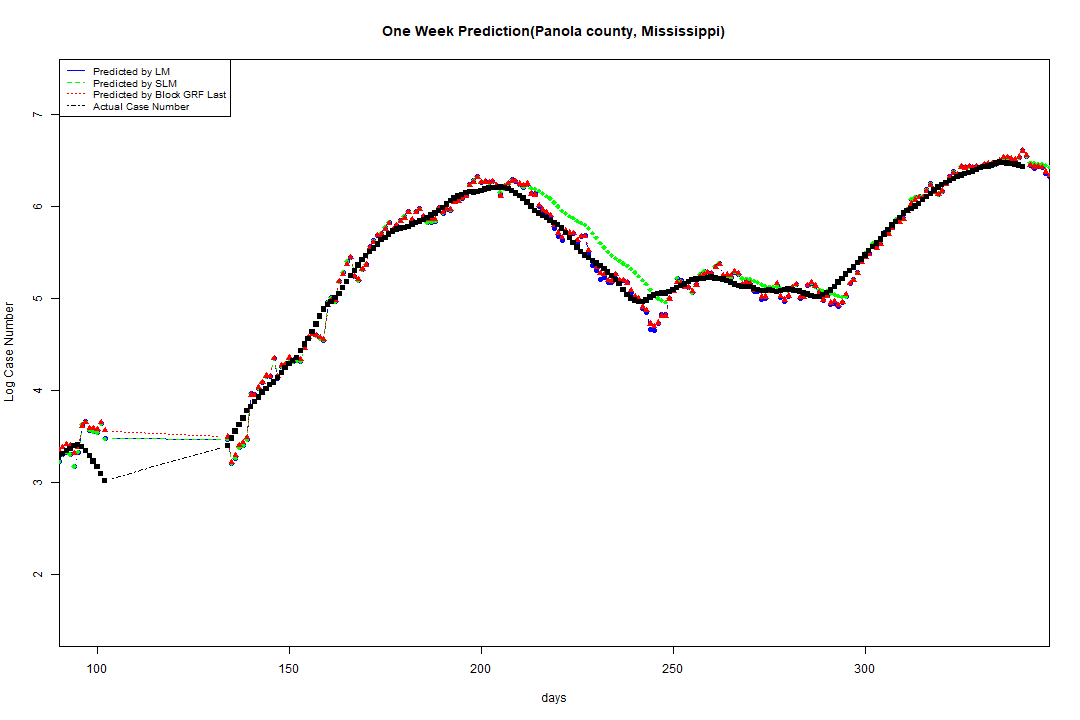 One Week Prediction(Panola county, Mississippi)
Predicted by LM
Predicted by SLM
Predicted by Block GRF Last
Actual Case Number
7
6
5
4
3
2
Log Case Number
100 150 200 250 300
days